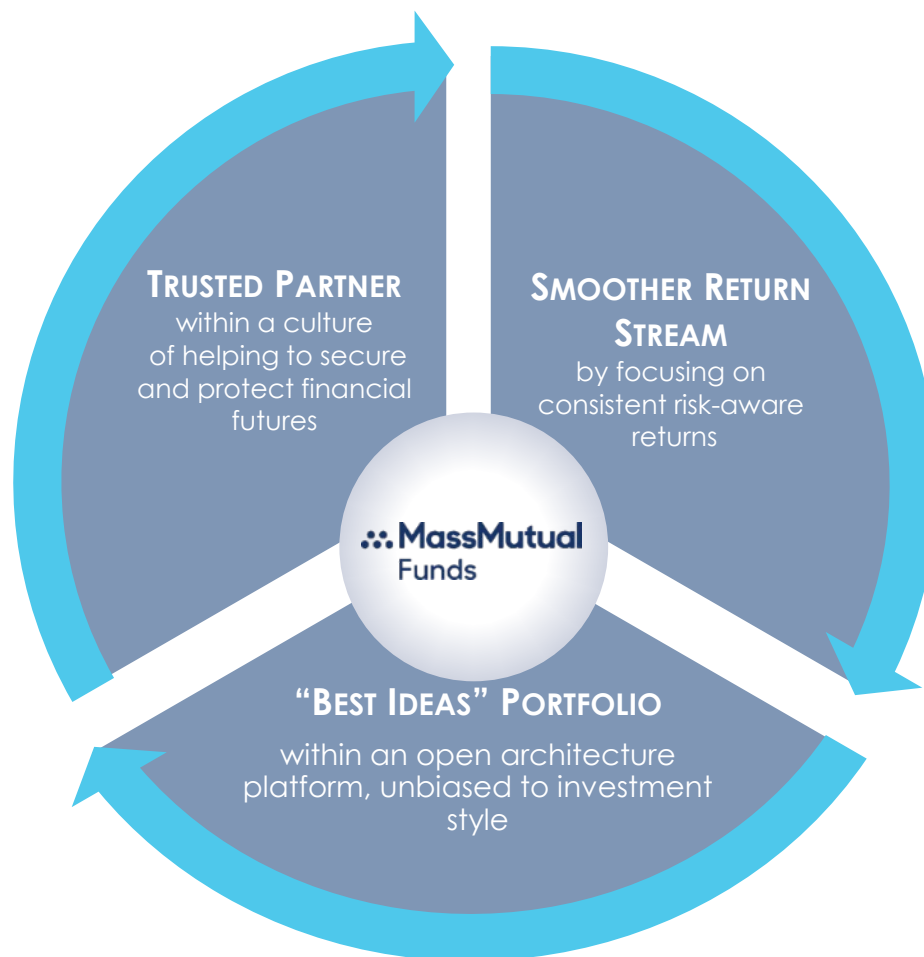 TRUSTED PARTNER
within a culture
of helping to secure
and protect financial
futures
SMOOTHER RETURN
STREAM
by focusing on
consistent risk-aware
returns
MassMutual
Funds
“BEST IDEAS” PORTFOLIO
within an open architecture
platform, unbiased to investment
style